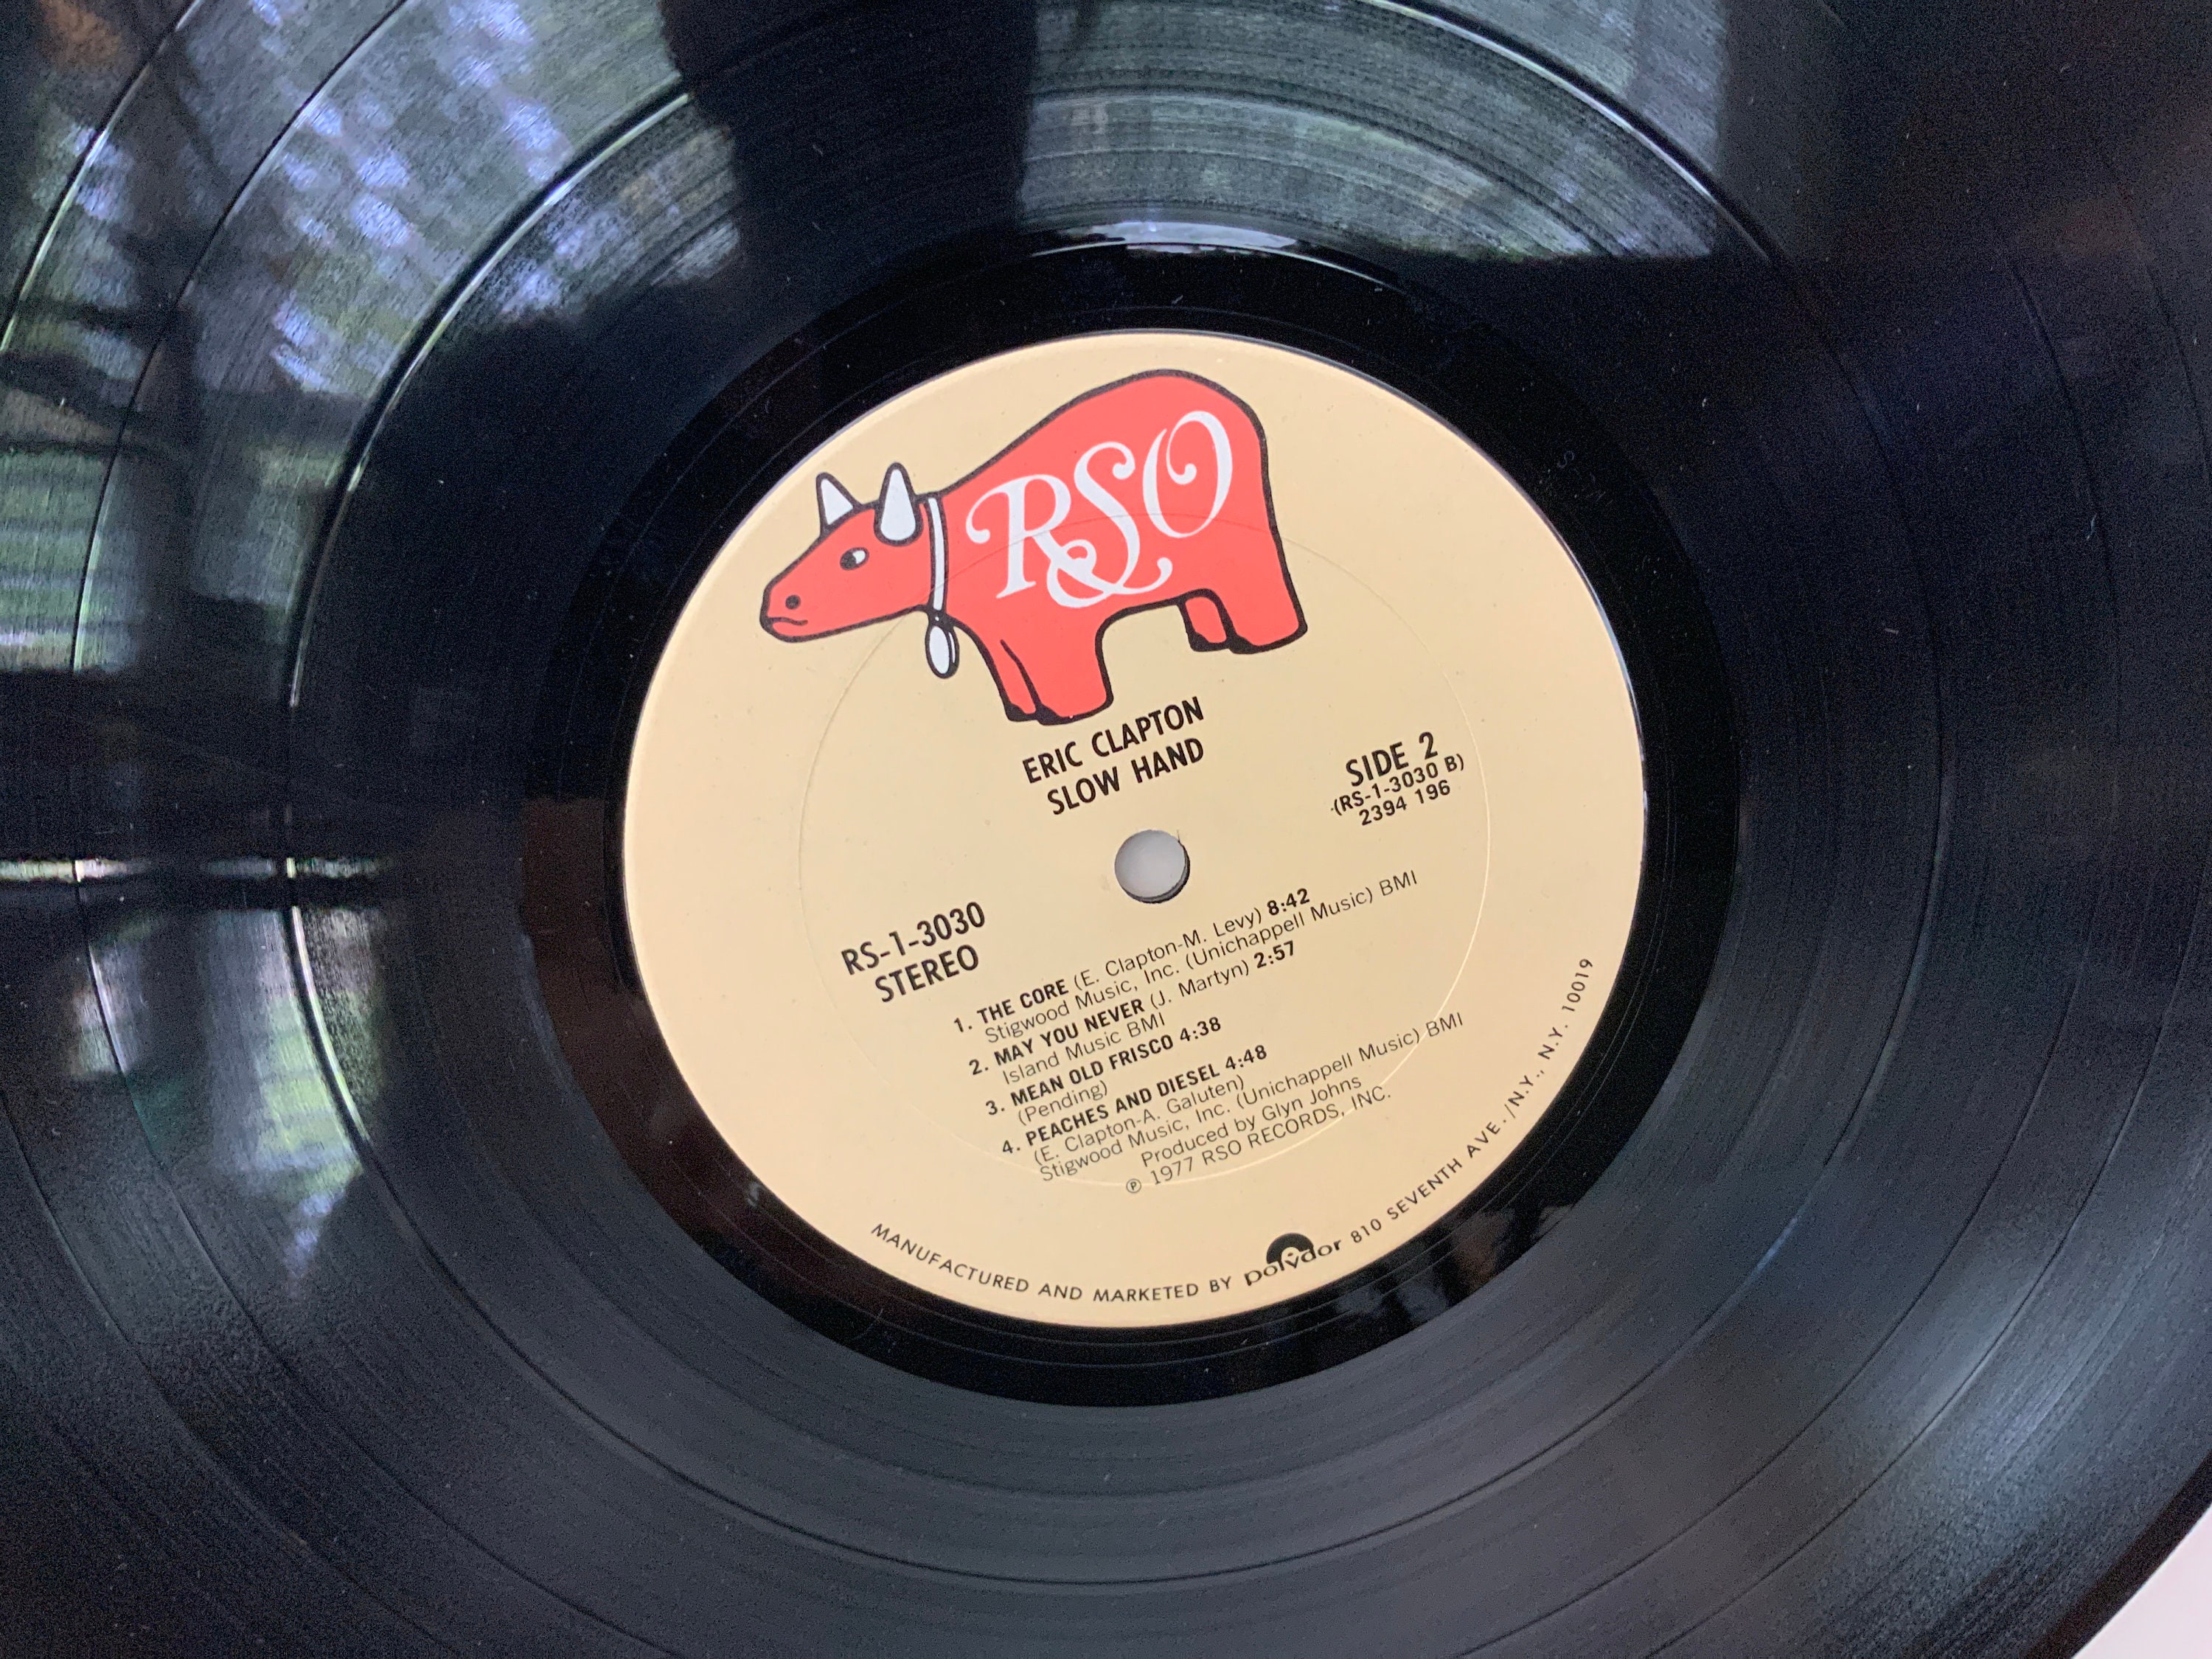 RSO
ERIC CLAPTON
SLOW HAND
SIDE 2
(RS-1-3030 B)
2394 196
RS-1-3030
STEREO
1. THE CORE (E. Clapton-M. Levy) 8:42
Stigwood Music, Inc. (Unichappell Music) BMI
2. MAY YOU NEVER (J. Martyn) 2:57
Island Music BMI
3. MEAN OLD FRISCO 4:38
(Pending)
4. PEACHES AND DIESEL 4:48
(E. Clapton-A. Galuten)
Stigwood Music, Inc. (Unichappell Music) BMI
Produced by Glyn Johns
℗ 1977 RSO RECORDS, INC.
MANUFACTURED AND MARKETED BY polydor 810 SEVENTH AVE./N.Y., N.Y. 10019